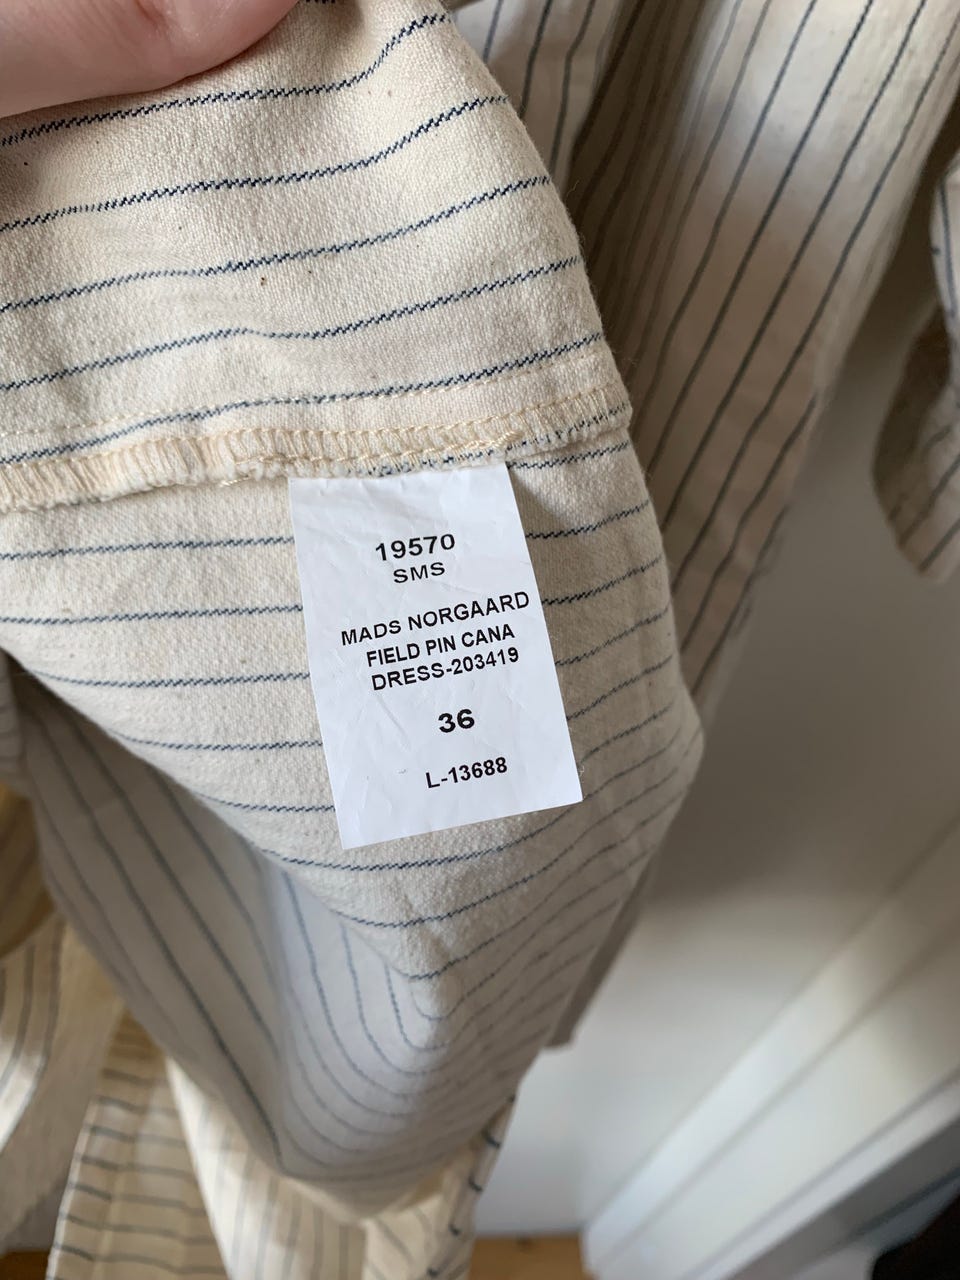 19570
SMS
MADS NORGAARD
FIELD PIN CANA
DRESS-203419
36
L-13688